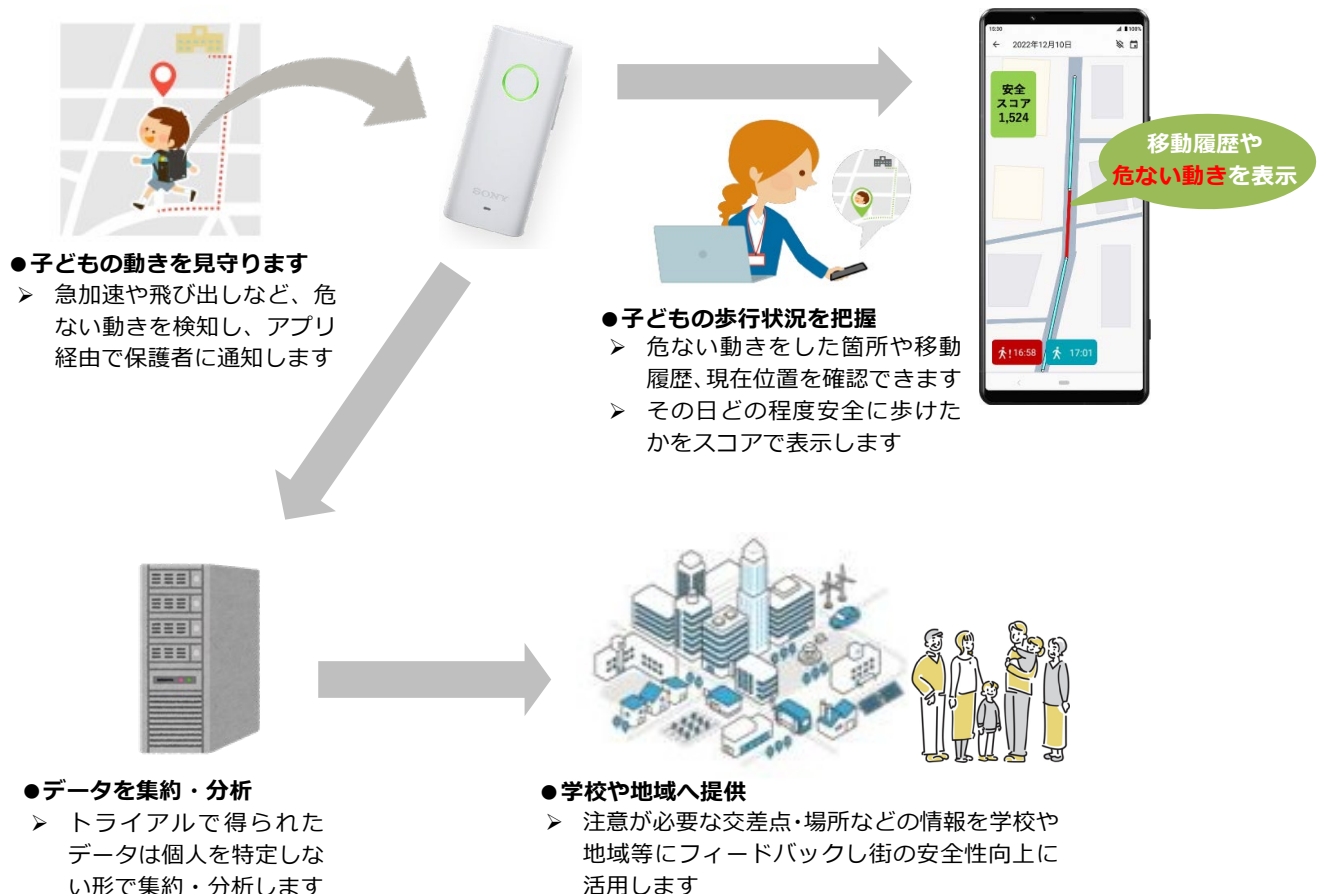 SONY
●子どもの動きを見守ります
➢ 急加速や飛び出しなど、危
ない動きを検知し、アプリ
経由で保護者に通知します
●子どもの歩行状況を把握
➢ 危ない動きをした箇所や移動
履歴、現在位置を確認できます
➢ その日どの程度安全に歩けた
かをスコアで表示します
15:30
100%
← 2022年12月10日
安全
スコア
1,524
移動履歴や
危ない動きを表示
!16:58
17:01
●データを集約・分析
➢ トライアルで得られた
データは個人を特定しな
い形で集約・分析します
●学校や地域へ提供
➢ 注意が必要な交差点・場所などの情報を学校や
地域等にフィードバックし街の安全性向上に
活用します